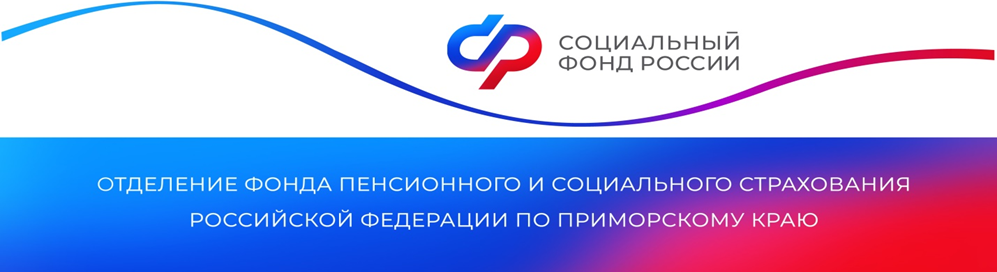 СОЦИАЛЬНЫЙ
ФОНД РОССИИ
ОТДЕЛЕНИЕ ФОНДА ПЕНСИОННОГО И СОЦИАЛЬНОГО СТРАХОВАНИЯ
РОССИЙСКОЙ ФЕДЕРАЦИИ ПО ПРИМОРСКОМУ КРАЮ